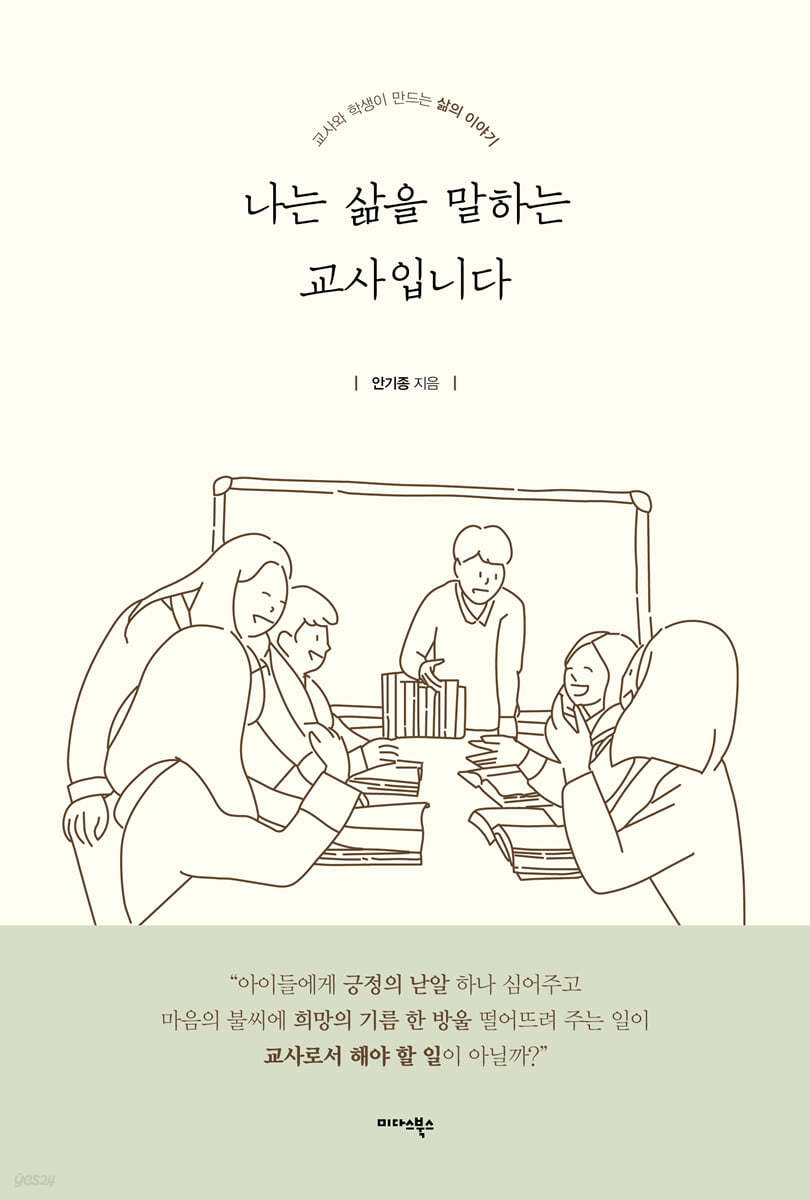 교사와 학생이 만드는 삶의 이야기
나는 삶을 말하는
교사입니다
| 안기종 지음 |
“아이들에게 긍정의 낟알 하나 심어주고
마음의 불씨에 희망의 기름 한 방울 떨어뜨려 주는 일이
교사로서 해야 할 일이 아닐까?”
미다스북스
yes24